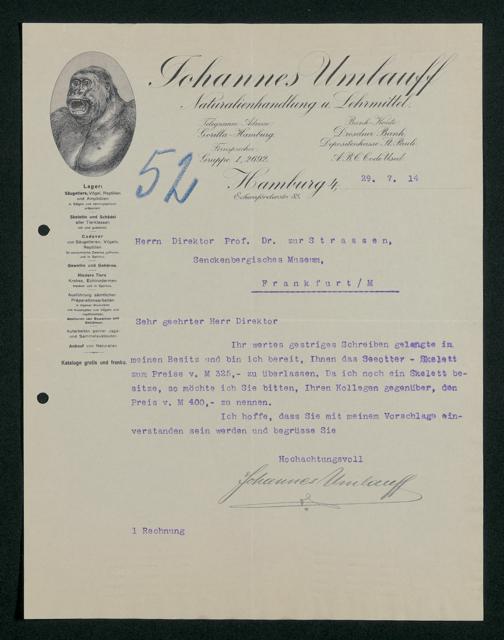 Johannes Umlauff
Naturalienhandlung u. Lehrmittel.
Telegramm-Adresse:
Gorilla-Hamburg.
Fernsprecher:
Gruppe 1, 2692.
Bank-Konto:
Dresdner Bank
Depositenkasse St. Pauli.
A.B.C. Code Used.
52
Hamburg 4, 29. 7. 14
Lager:
Säugetiere, Vögel, Reptilien
und Amphibien
Skelette und Schädel
aller Tierklassen
Cadaver
von Säugetieren, Vögeln,
Reptilien
Geweihe und Gehörne.
Niedere Tiere
Krebse, Echinodermen
Ausführung sämtlicher
Präparationsarbeiten
Aufarbeiten ganzer Jagd-
und Sammelausbeuten.
Ankauf von Naturalien
Kataloge gratis und franko.
Herrn Direktor Prof. Dr. zur Strassen,
Senckenbergisches Museum,
Frankfurt/M
Sehr geehrter Herr Direktor
Ihr wertes gestriges Schreiben gelangte in
meinen Besitz und bin ich bereit, Ihnen das Seeotter - Skelett
zum Preise v. M 325,- zu überlassen. Da ich noch ein Skelett be-
sitze, so möchte ich Sie bitten, Ihren Kollegen gegenüber, den
Preis v. M 400,- zu nennen.
Ich hoffe, dass Sie mit meinem Vorschlage ein-
verstanden sein werden und begrüsse Sie
Hochachtungsvoll
Johannes Umlauff
1 Rechnung